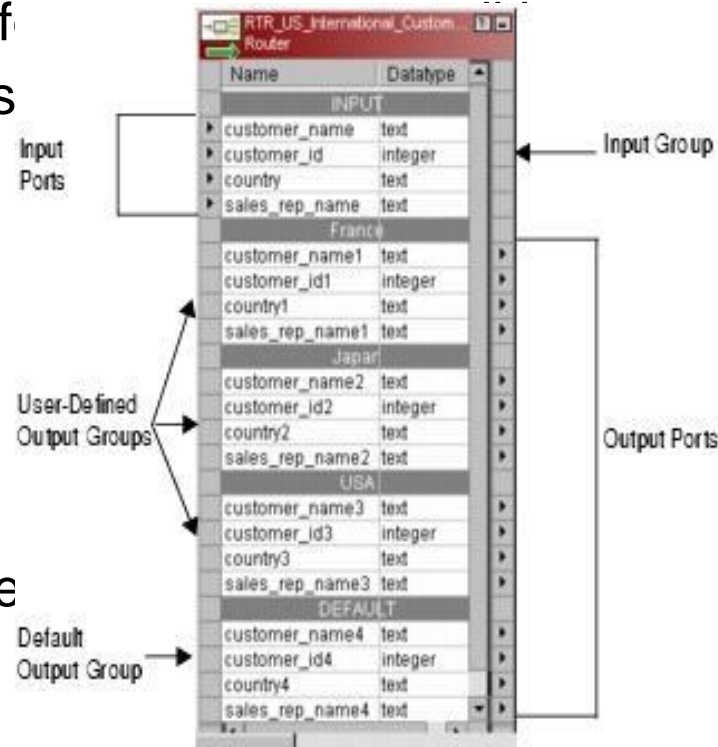 RTR_US_International_Custom...
Router
Name Datatype
INPUT
customer_name text
customer_id integer
country text
sales_rep_name text
France
customer_name1 text
customer_id1 integer
country1 text
sales_rep_name1 text
Japan
customer_name2 text
customer_id2 integer
country2 text
sales_rep_name2 text
USA
customer_name3 text
customer_id3 integer
country3 text
sales_rep_name3 text
DEFAULT
customer_name4 text
customer_id4 integer
country4 text
sales_rep_name4 text
Input
Ports
User-Defined
Output Groups
Default
Output Group
Input Group
Output Ports